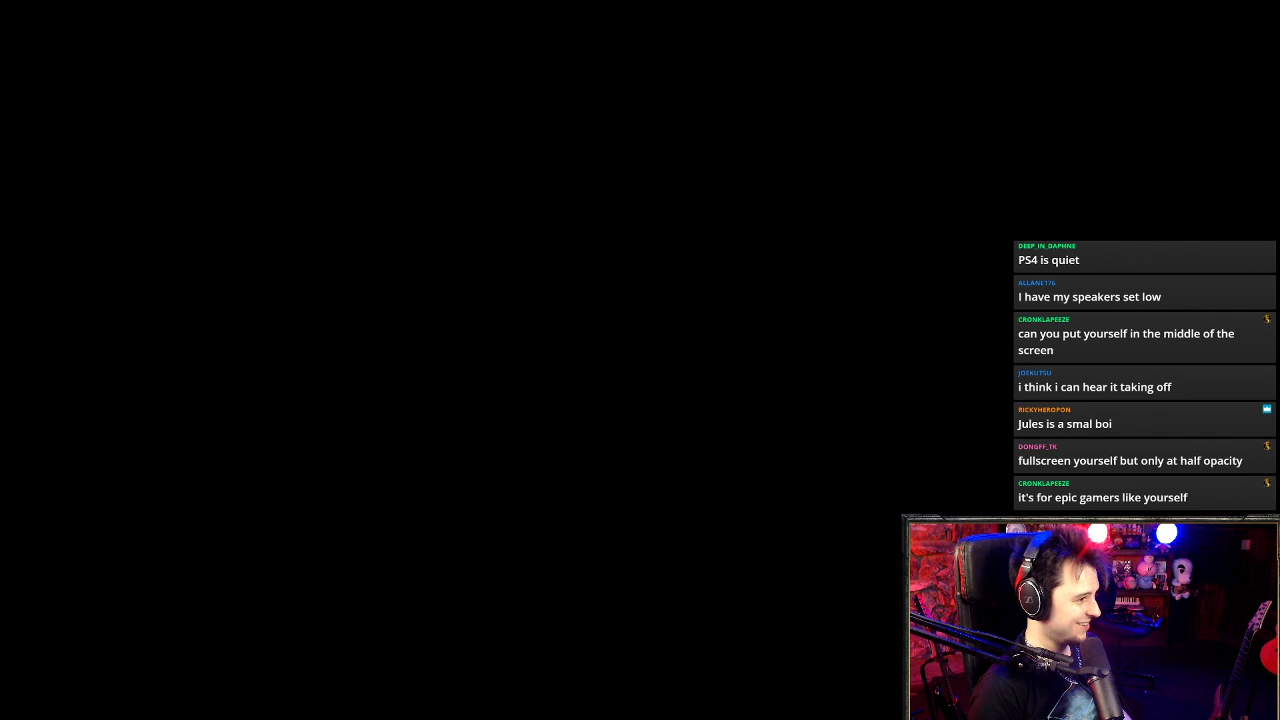 DEEP_IN_DAPHNE
PS4 is quiet
ALLANE176
I have my speakers set low
CRONKLAPEEZE
can you put yourself in the middle of the
screen
JOEKUTSU
i think i can hear it taking off
RICKYHEROPON
Jules is a smal boi
DONGFF_TK
fullscreen yourself but only at half opacity
CRONKLAPEEZE
it's for epic gamers like yourself